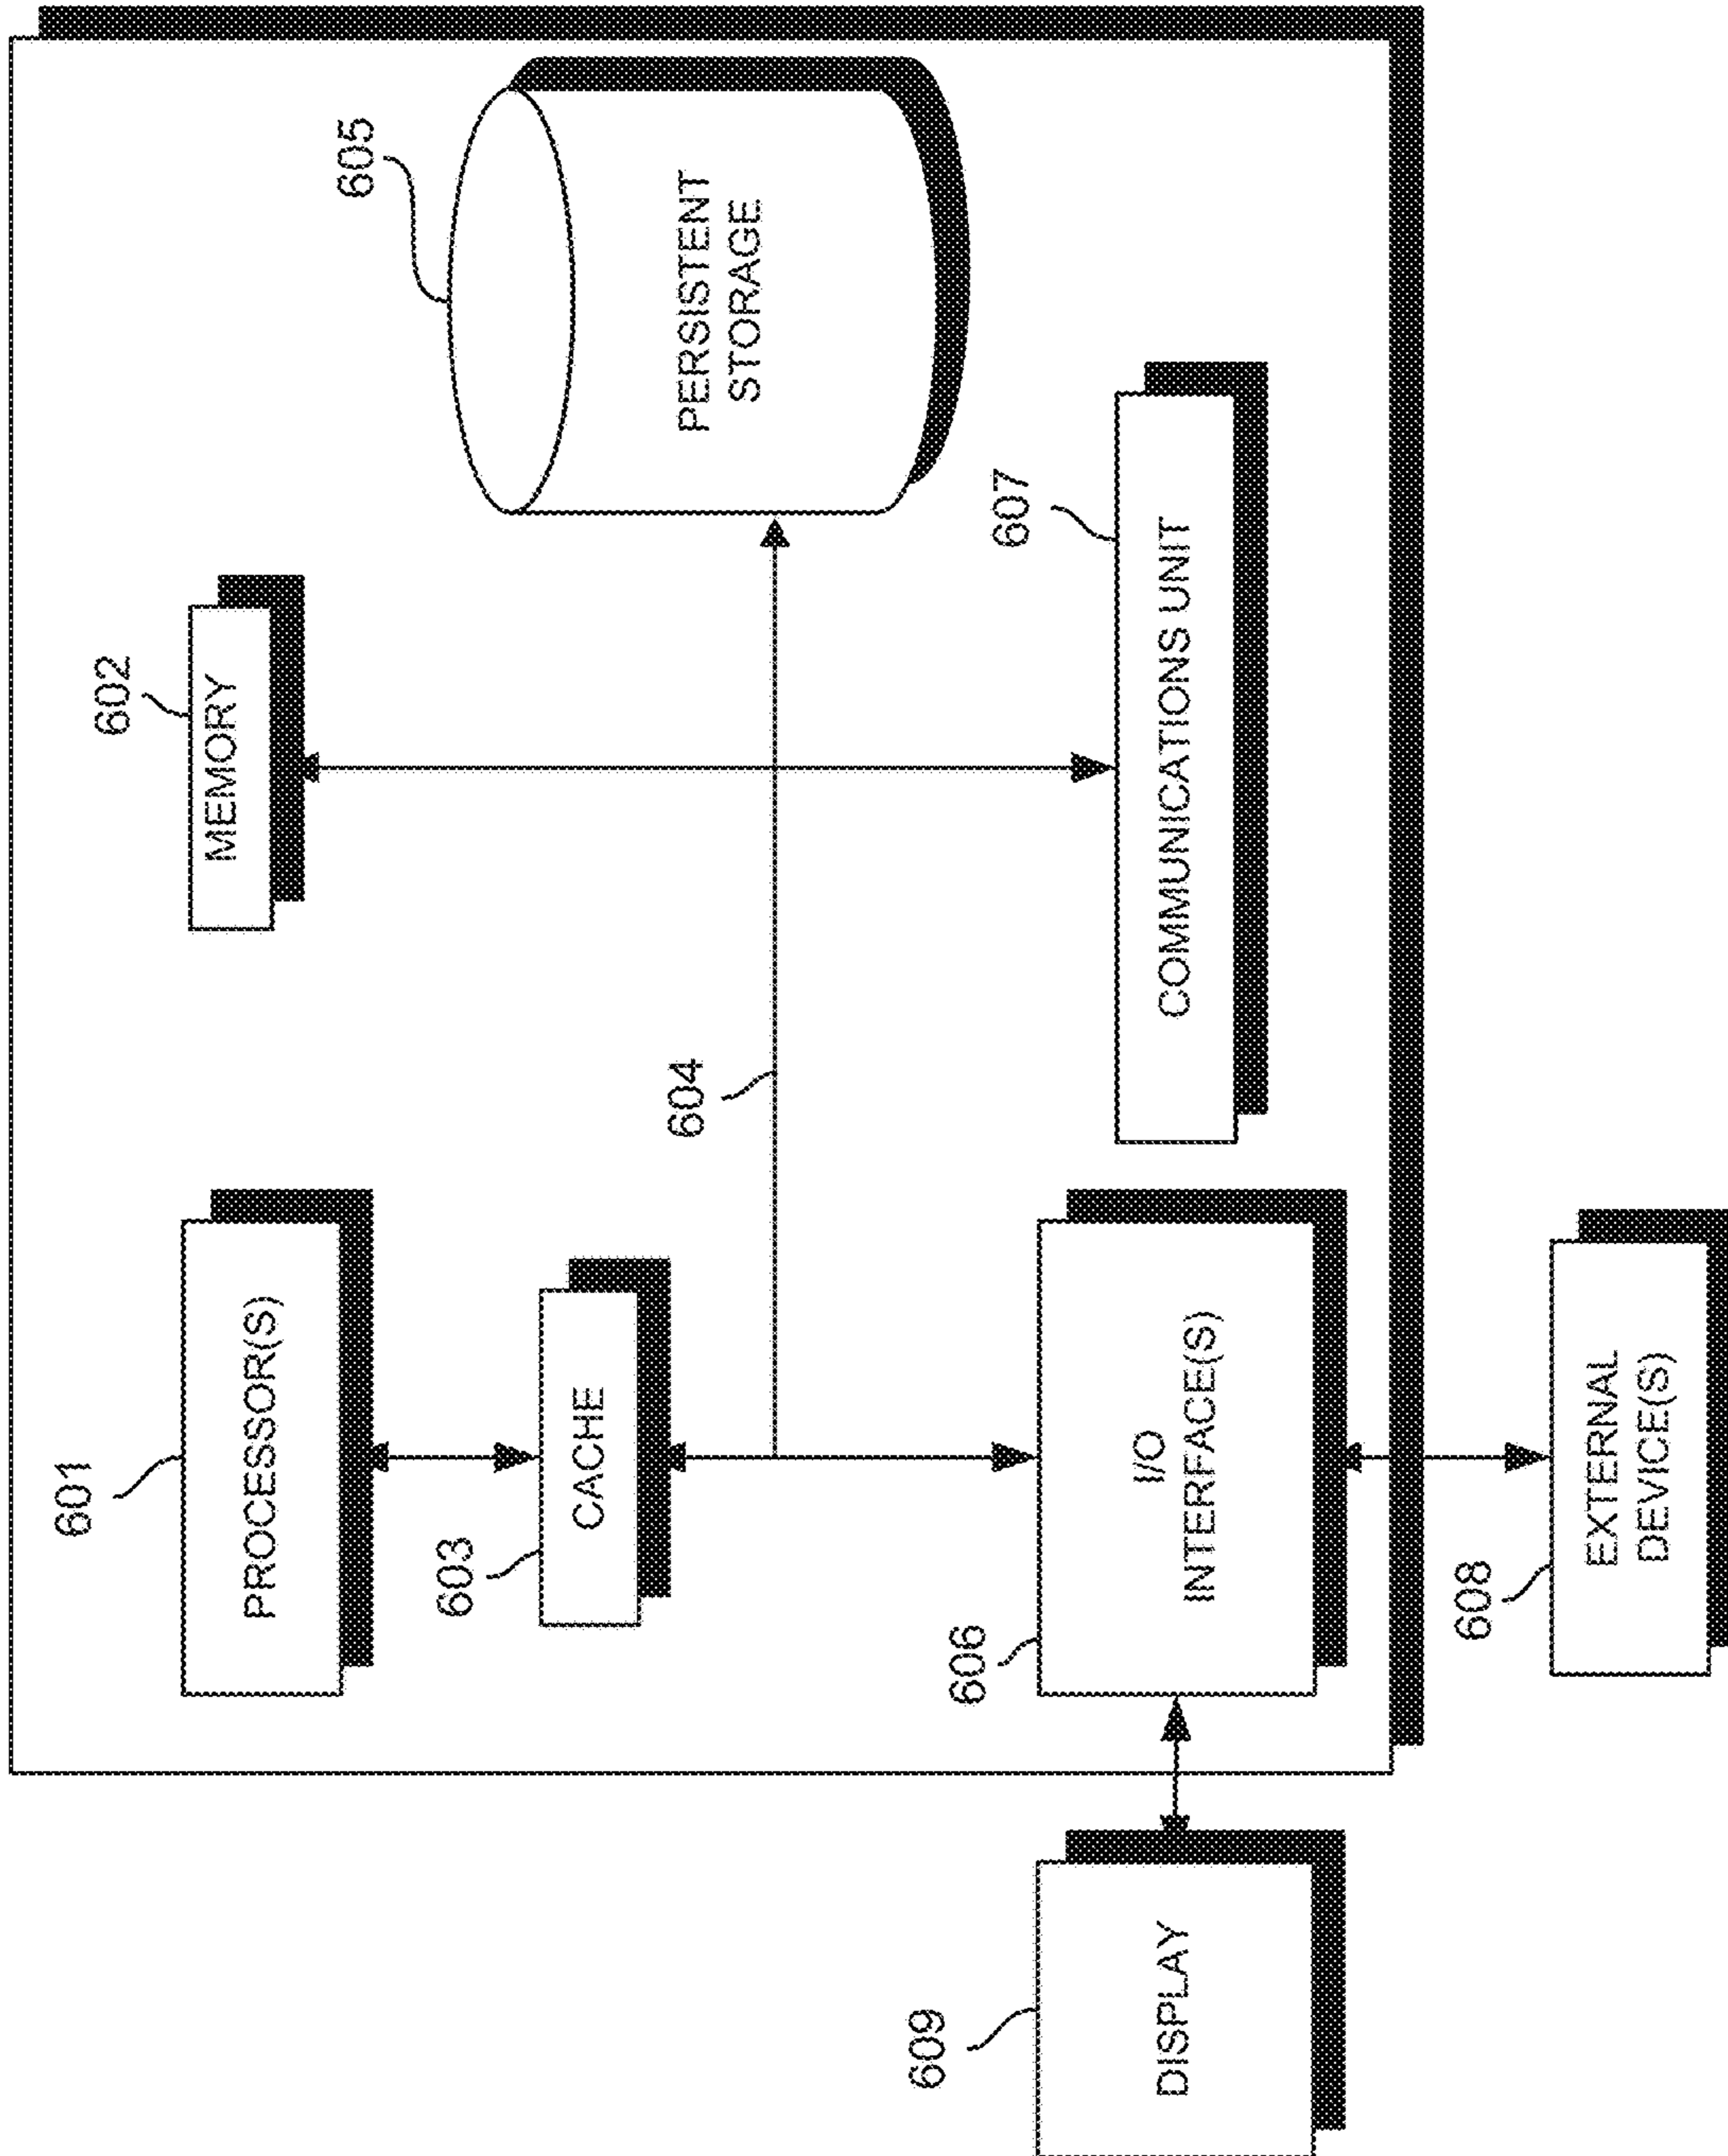 601
PROCESSOR(S)
602
MEMORY
603
CACHE
605
PERSISTENT
STORAGE
604
609
DISPLAY
606
I/O
INTERFACE(S)
607
COMMUNICATIONS UNIT
608
EXTERNAL
DEVICE(S)